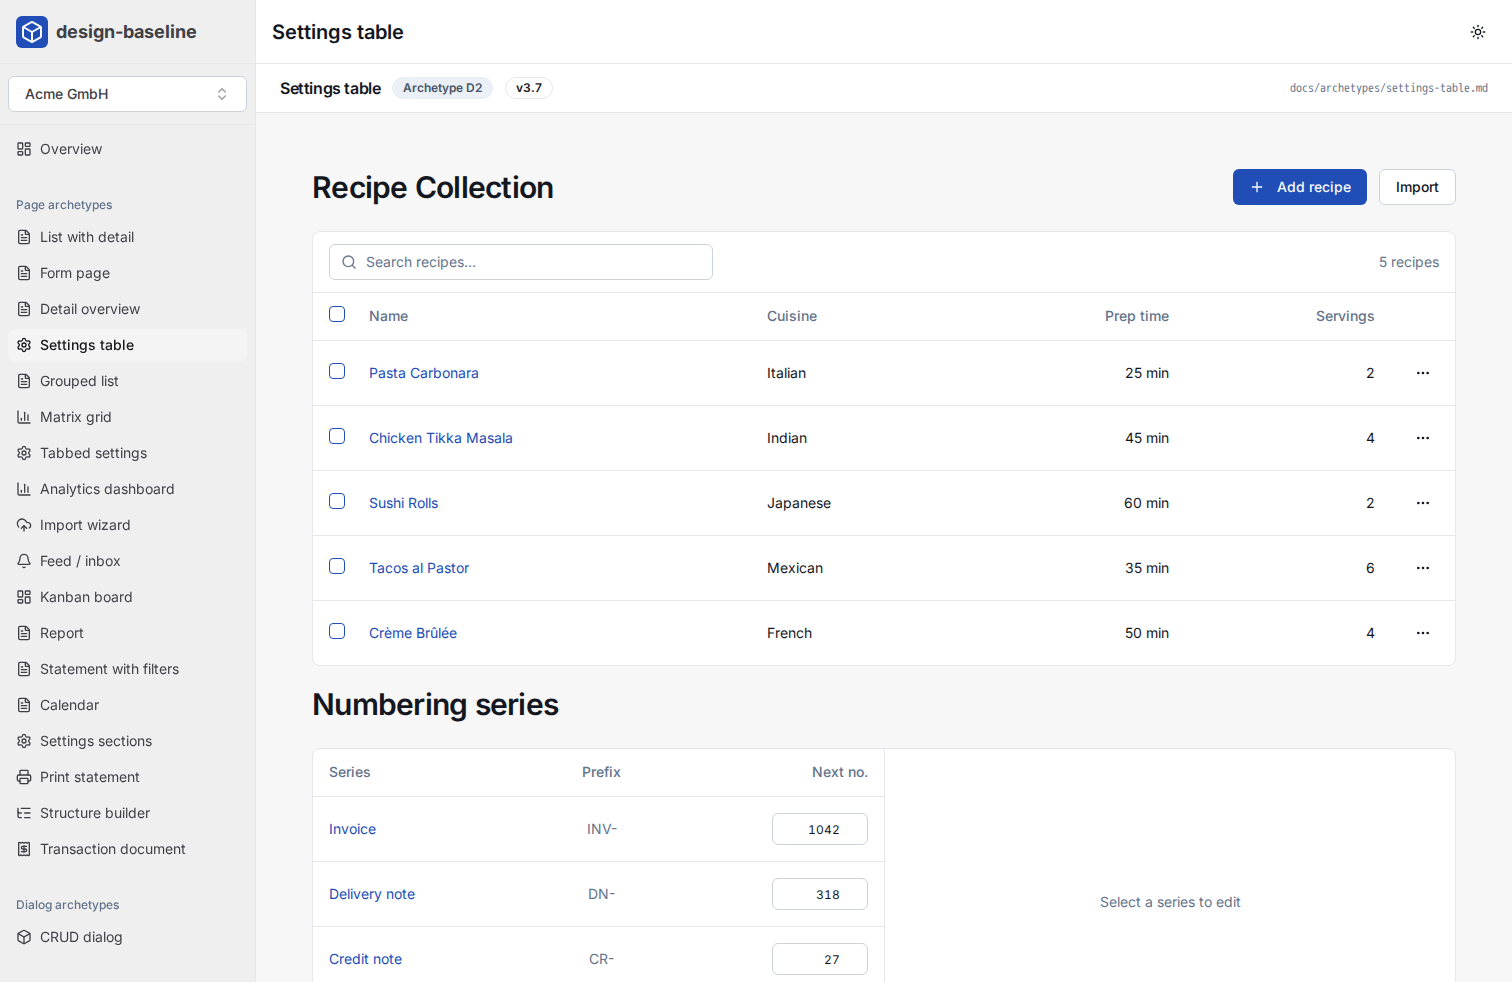 design-baseline
Settings table
Acme GmbH
Settings table
Archetype D2
v3.7
docs/archetypes/settings-table.md
Overview
Page archetypes
List with detail
Form page
Detail overview
Settings table
Grouped list
Matrix grid
Tabbed settings
Analytics dashboard
Import wizard
Feed / inbox
Kanban board
Report
Statement with filters
Calendar
Settings sections
Print statement
Structure builder
Transaction document
Dialog archetypes
CRUD dialog
Recipe Collection
Add recipe
Import
Search recipes...
5 recipes
Name Cuisine Prep time Servings
Pasta Carbonara Italian 25 min 2
Chicken Tikka Masala Indian 45 min 4
Sushi Rolls Japanese 60 min 2
Tacos al Pastor Mexican 35 min 6
Crème Brûlée French 50 min 4
Numbering series
Series Prefix Next no.
Invoice INV- 1042
Delivery note DN- 318
Credit note CR- 27
Select a series to edit